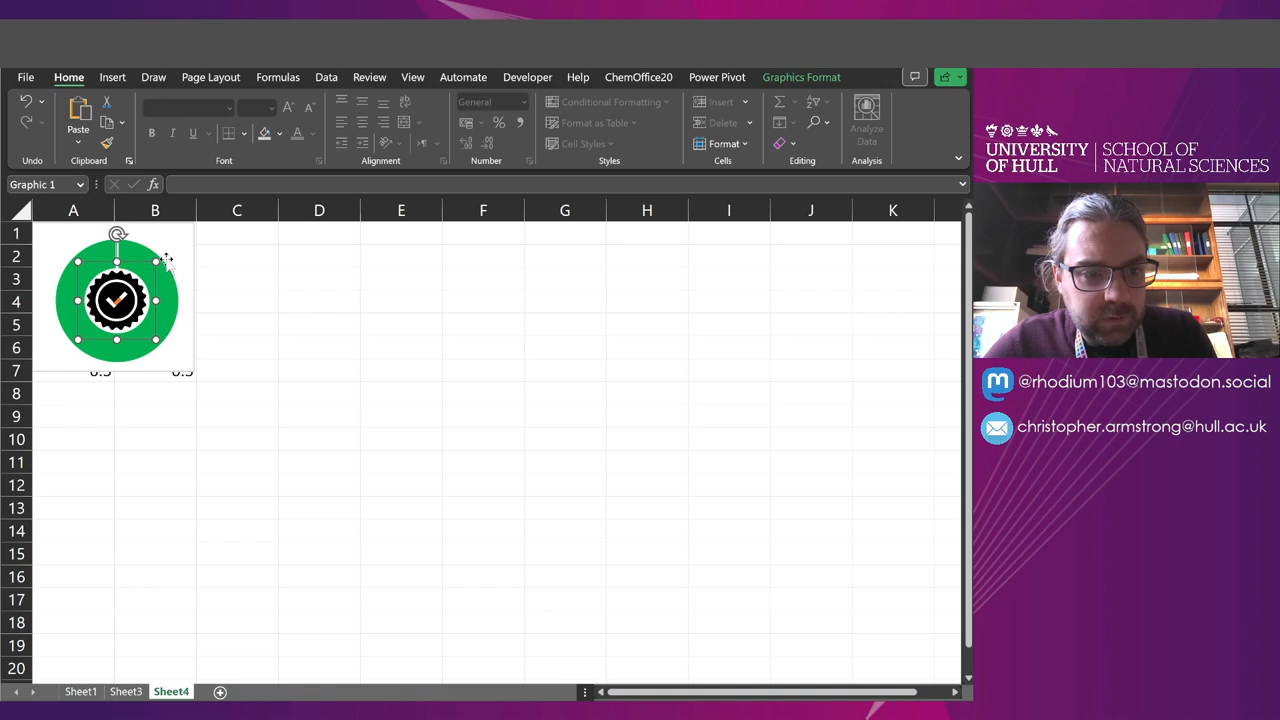 File Home Insert Draw Page Layout Formulas Data Review View Automate Developer Help ChemOffice20 Power Pivot Graphics Format
General
Conditional Formatting
Insert
Paste
Format as Table
Delete
Analyze
Data
Cell Styles
Format
Undo Clipboard Font Alignment Number Styles Cells Editing Analysis
Graphic 1
fx
A B C D E F G H I J K
1
2
3
4
5
6
7 0.5 0.5
8
9
10
11
12
13
14
15
16
17
18
19
20
Sheet1 Sheet3 Sheet4
UNIVERSITY OF HULL
SCHOOL OF NATURAL SCIENCES
@rhodium103@mastodon.social
christopher.armstrong@hull.ac.uk